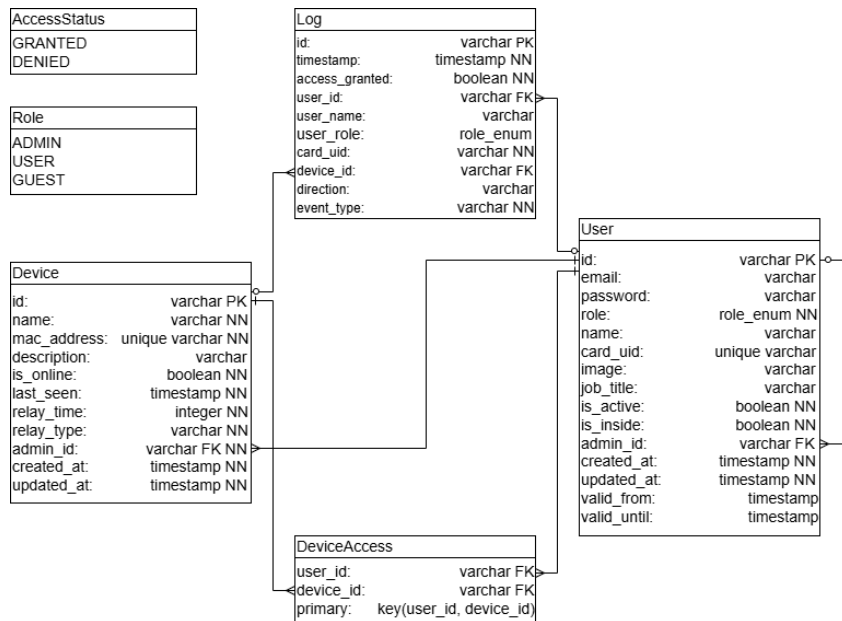 AccessStatus
GRANTED
DENIED
Role
ADMIN
USER
GUEST
Log
id: varchar PK
timestamp: timestamp NN
access_granted: boolean NN
user_id: varchar FK
user_name: varchar
user_role: role_enum
card_uid: varchar NN
device_id: varchar FK
direction: varchar
event_type: varchar NN
Device
id: varchar PK
name: varchar NN
mac_address: unique varchar NN
description: varchar
is_online: boolean NN
last_seen: timestamp NN
relay_time: integer NN
relay_type: varchar NN
admin_id: varchar FK NN
created_at: timestamp NN
updated_at: timestamp NN
User
id: varchar PK
email: varchar
password: varchar
role: role_enum NN
name: varchar
card_uid: unique varchar
image: varchar
job_title: varchar
is_active: boolean NN
is_inside: boolean NN
admin_id: varchar FK
created_at: timestamp NN
updated_at: timestamp NN
valid_from: timestamp
valid_until: timestamp
DeviceAccess
user_id: varchar FK
device_id: varchar FK
primary: key(user_id, device_id)